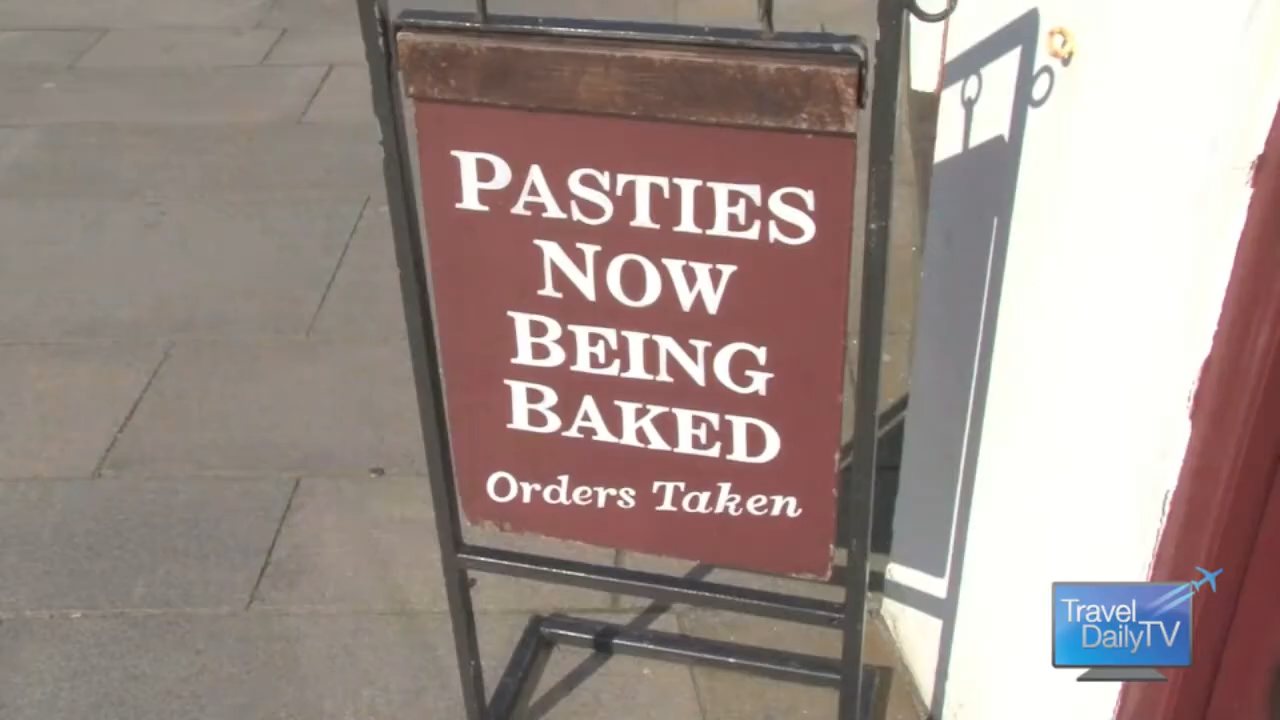 PASTIES
NOW
BEING
BAKED
Orders Taken
Travel
DailyTV